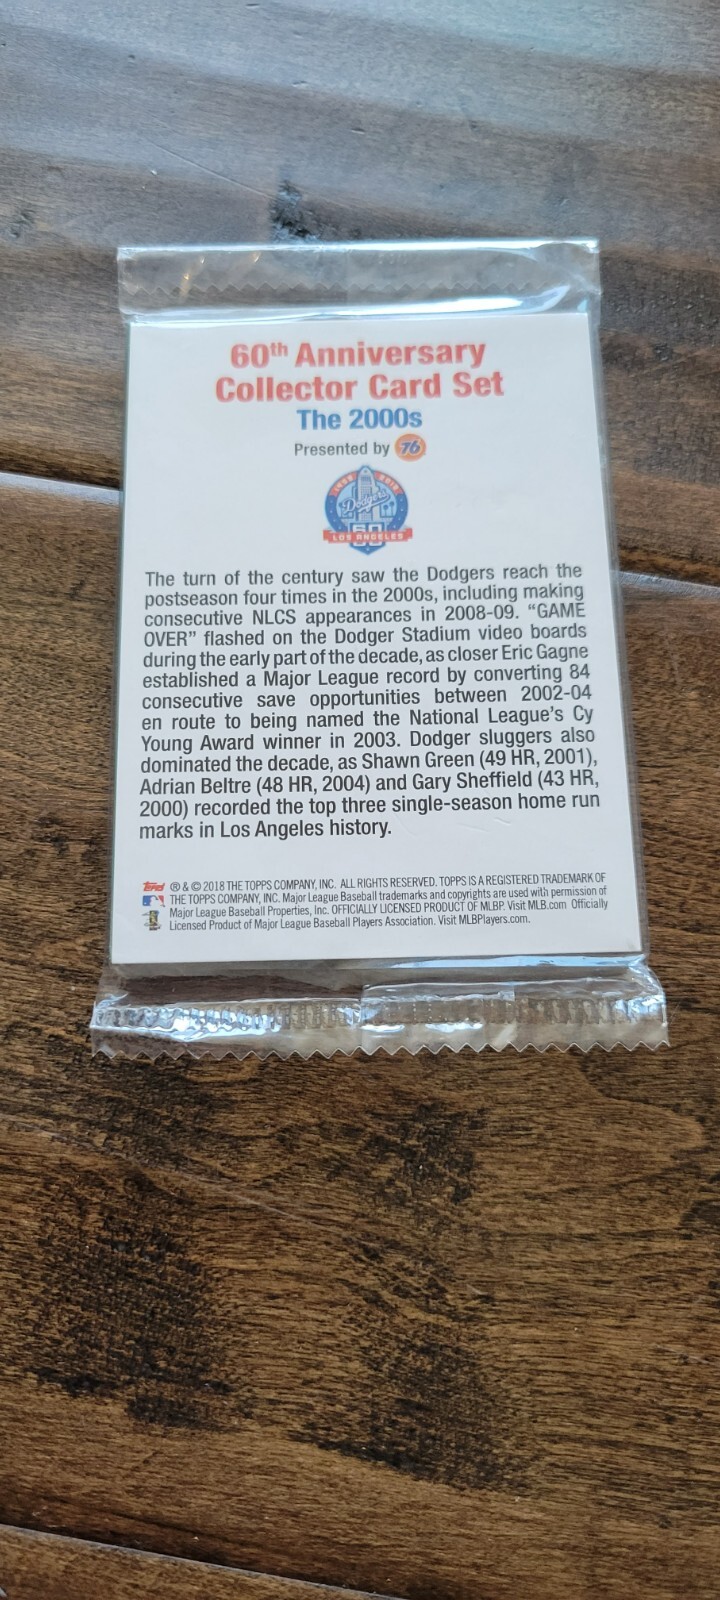 60th Anniversary
Collector Card Set
The 2000s
Presented by 76
Dodgers
60
LOS ANGELES
The turn of the century saw the Dodgers reach the
postseason four times in the 2000s, including making
consecutive NLCS appearances in 2008-09. “GAME
OVER” flashed on the Dodger Stadium video boards
during the early part of the decade, as closer Eric Gagne
established a Major League record by converting 84
consecutive save opportunities between 2002-04
en route to being named the National League’s Cy
Young Award winner in 2003. Dodger sluggers also
dominated the decade, as Shawn Green (49 HR, 2001),
Adrian Beltre (48 HR, 2004) and Gary Sheffield (43 HR,
2000) recorded the top three single-season home run
marks in Los Angeles history.
Topps ® & © 2018 THE TOPPS COMPANY, INC. ALL RIGHTS RESERVED. TOPPS IS A REGISTERED TRADEMARK OF
THE TOPPS COMPANY, INC. Major League Baseball trademarks and copyrights are used with permission of
Major League Baseball Properties, Inc. OFFICIALLY LICENSED PRODUCT OF MLBP. Visit MLB.com Officially
Licensed Product of Major League Baseball Players Association. Visit MLBPlayers.com.